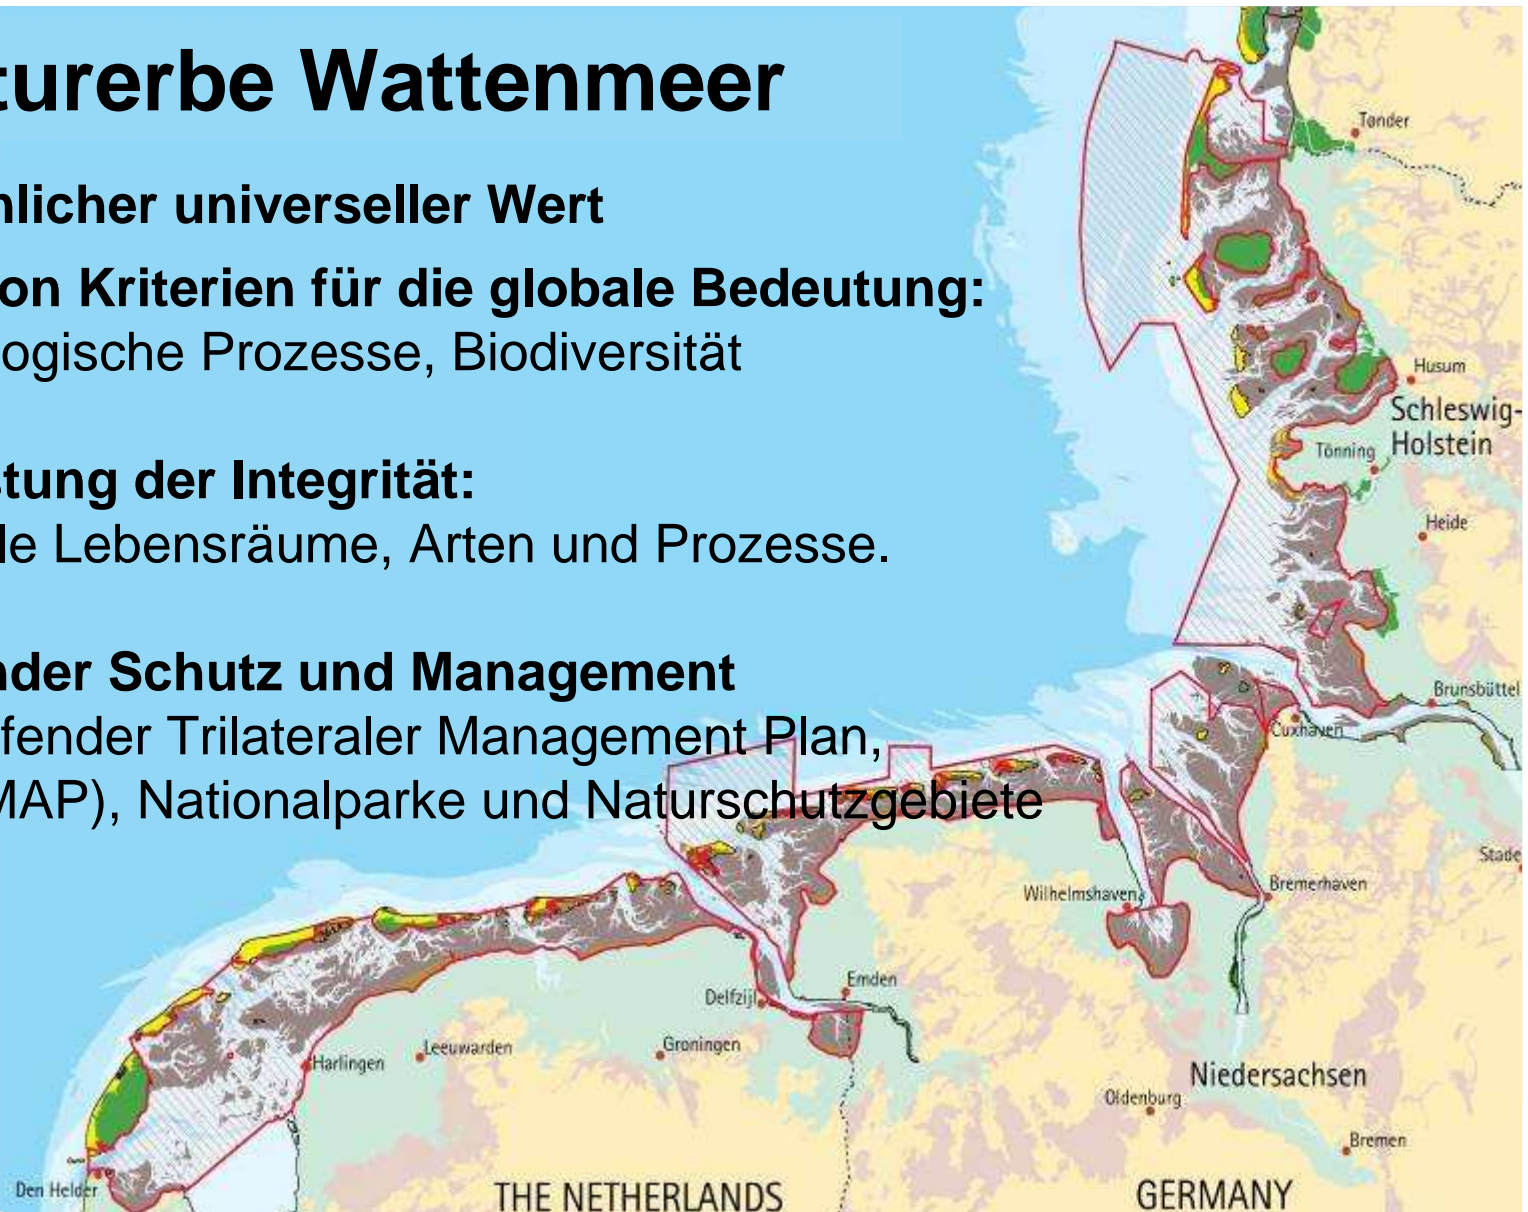 turerbe Wattenmeer
nlicher universeller Wert
on Kriterien für die globale Bedeutung:
ogische Prozesse, Biodiversität
stung der Integrität:
le Lebensräume, Arten und Prozesse.
nder Schutz und Management
fender Trilateraler Management Plan,
MAP), Nationalparke und Naturschutzgebiete
Tønder
Husum
Schleswig-
Holstein
Tönning
Heide
Brunsbüttel
Cuxhaven
Stade
Bremerhaven
Wilhelmshaven
Emden
Delfzijl
Groningen
Leeuwarden
Harlingen
Niedersachsen
Oldenburg
Bremen
Den Helder
THE NETHERLANDS
GERMANY